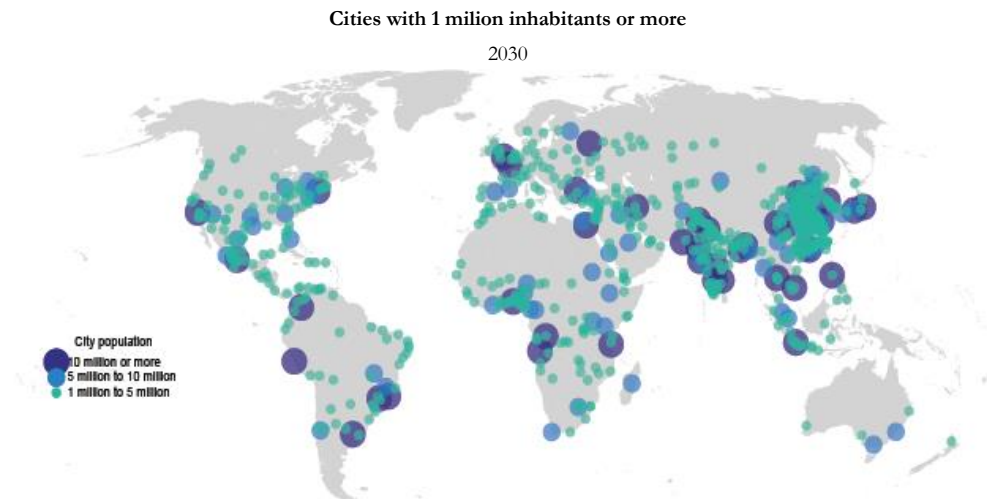 Cities with 1 milion inhabitants or more
2030
City population
10 million or more
5 million to 10 million
1 million to 5 million